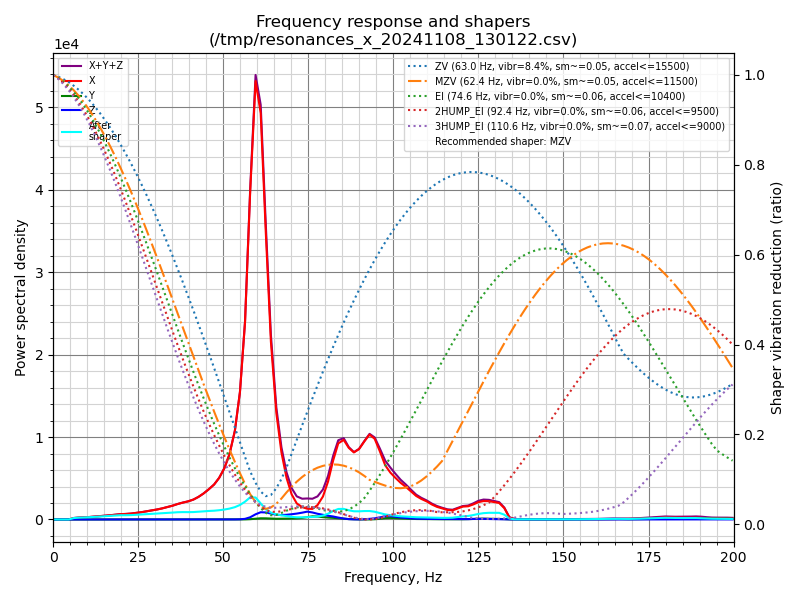 Frequency response and shapers
(/tmp/resonances_x_20241108_130122.csv)
1e4
X+Y+Z
X
Y
Z
After
shaper
ZV (63.0 Hz, vibr=8.4%, sm~=0.05, accel<=15500)
MZV (62.4 Hz, vibr=0.0%, sm~=0.05, accel<=11500)
EI (74.6 Hz, vibr=0.0%, sm~=0.06, accel<=10400)
2HUMP_EI (92.4 Hz, vibr=0.0%, sm~=0.06, accel<=9500)
3HUMP_EI (110.6 Hz, vibr=0.0%, sm~=0.07, accel<=9000)
Recommended shaper: MZV
Power spectral density
5
4
3
2
1
0
1.0
0.8
0.6
0.4
0.2
0.0
Shaper vibration reduction (ratio)
0 25 50 75 100 125 150 175 200
Frequency, Hz